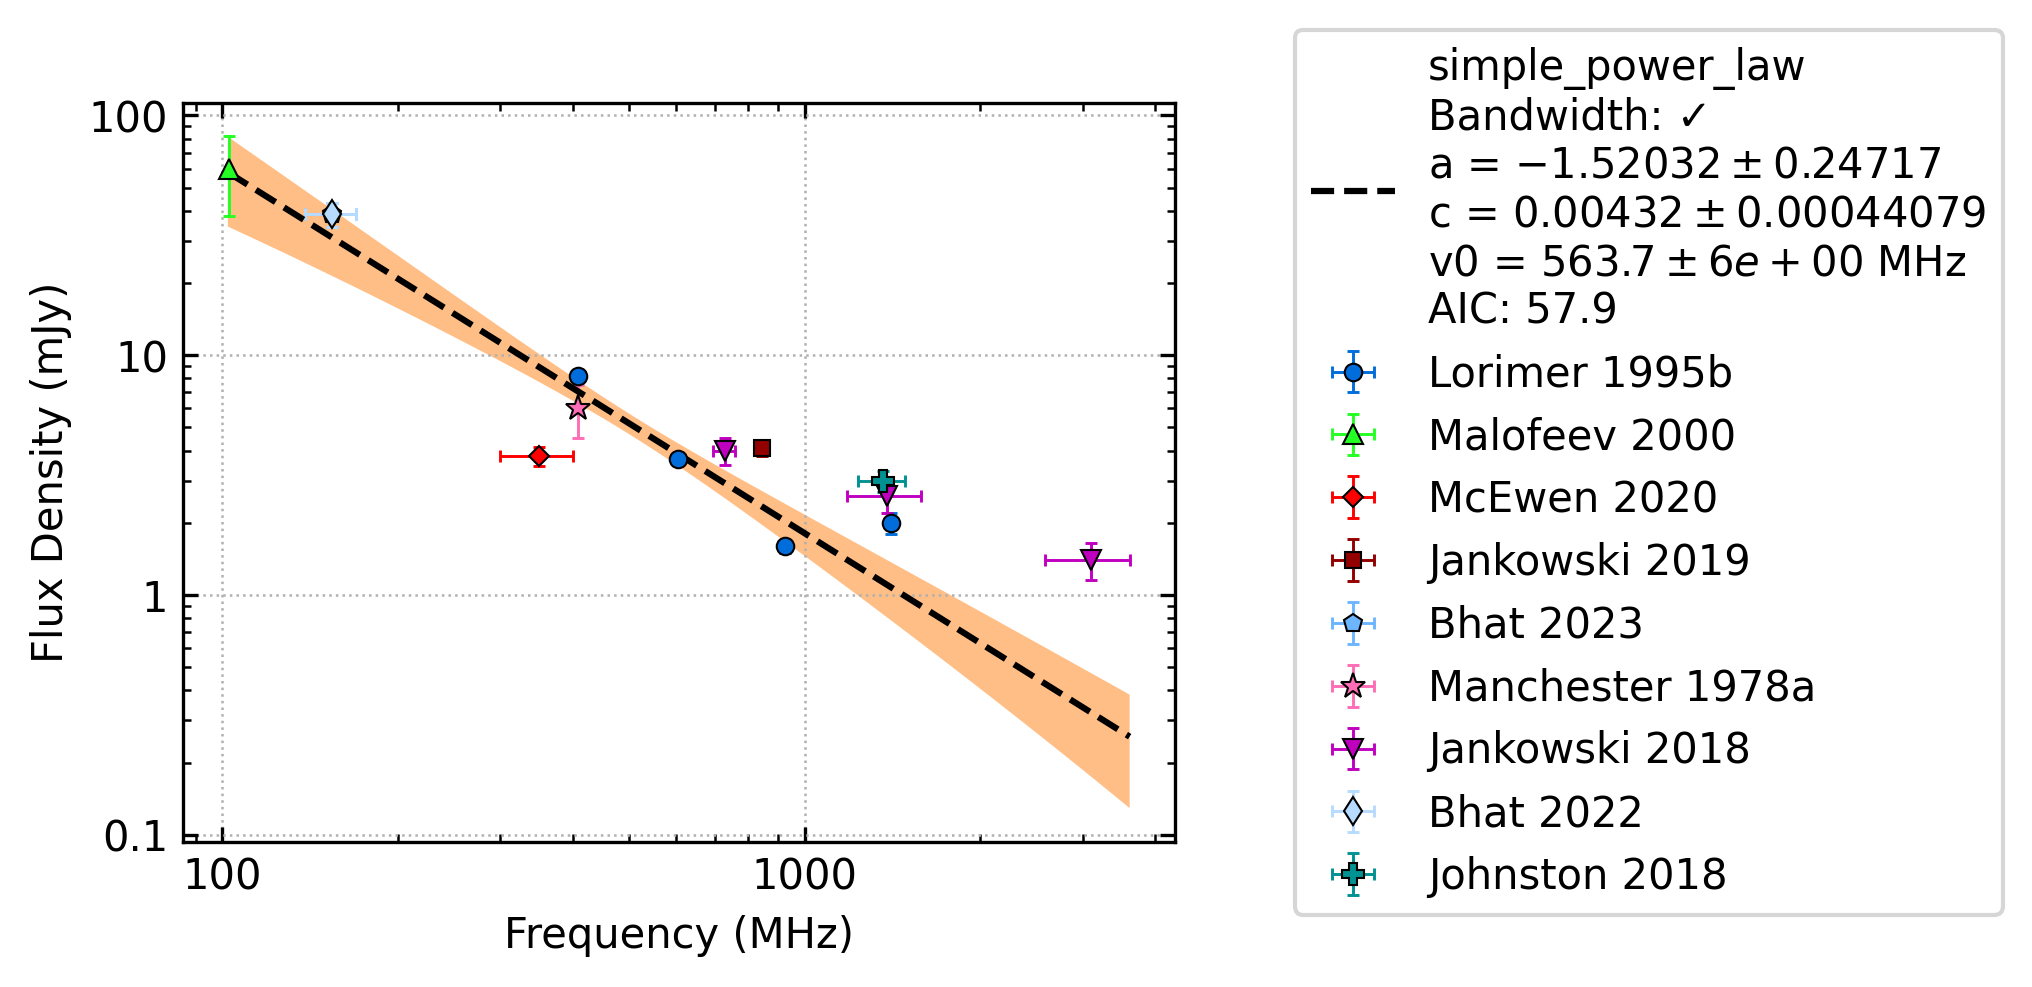 100
10
1
0.1
100
1000
Flux Density (mJy)
Frequency (MHz)
simple_power_law
Bandwidth: ✓
a = −1.52032 ± 0.24717
c = 0.00432 ± 0.00044079
v0 = 563.7 ± 6e + 00 MHz
AIC: 57.9
Lorimer 1995b
Malofeev 2000
McEwen 2020
Jankowski 2019
Bhat 2023
Manchester 1978a
Jankowski 2018
Bhat 2022
Johnston 2018